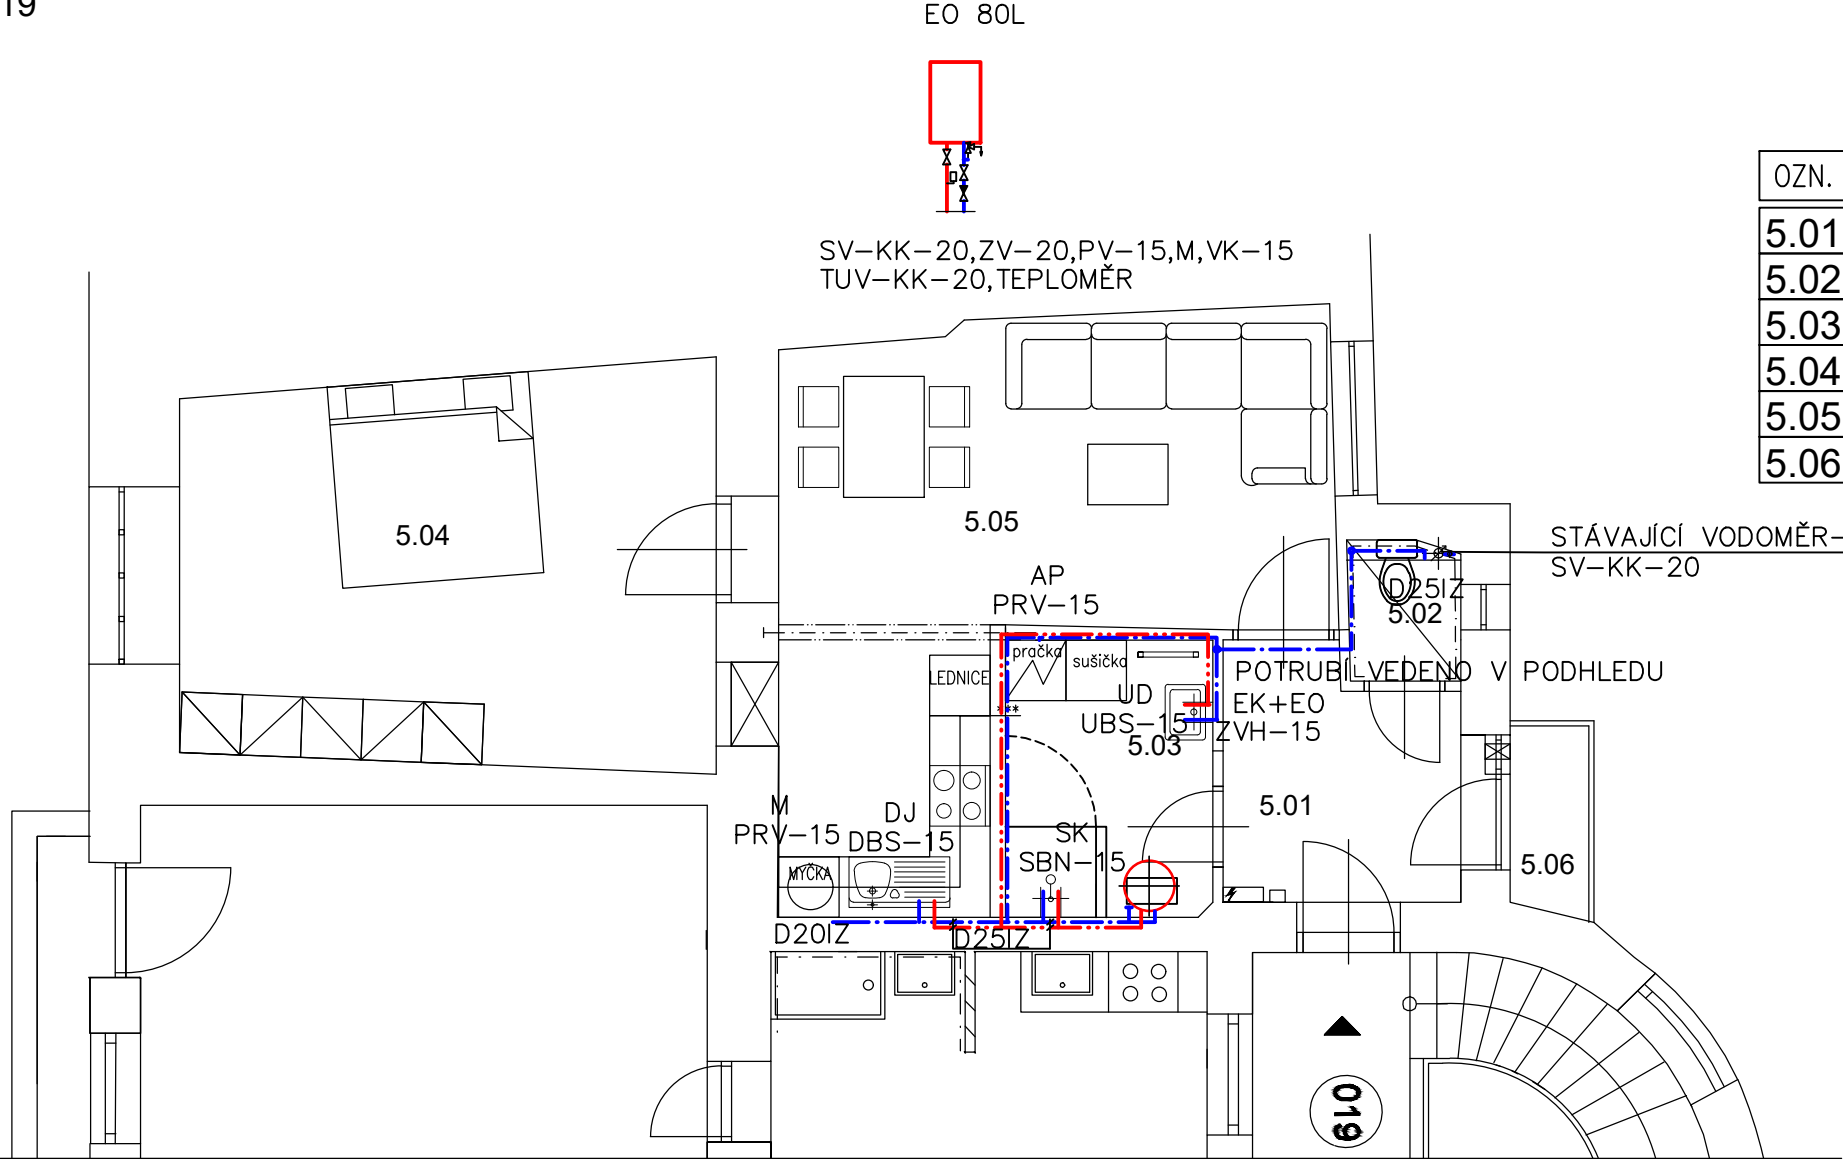 19
EO 80L
SV-KK-20,ZV-20,PV-15,M,VK-15
TUV-KK-20,TEPLOMĚR
OZN.
5.01
5.02
5.03
5.04
5.05
5.06
STÁVAJÍCÍ VODOMĚR-
SV-KK-20
5.04
5.05
AP
PRV-15
D25IZ
5.02
pračka
sušička
LEDNICE
***
POTRUBÍ VEDENO V PODHLEDU
UD
UBS-15
5.03
EK+EO
ZVH-15
M
PRV-15
DJ
DBS-15
5.01
SK
SBN-15
5.06
MYČKA
D20IZ
D25IZ
019